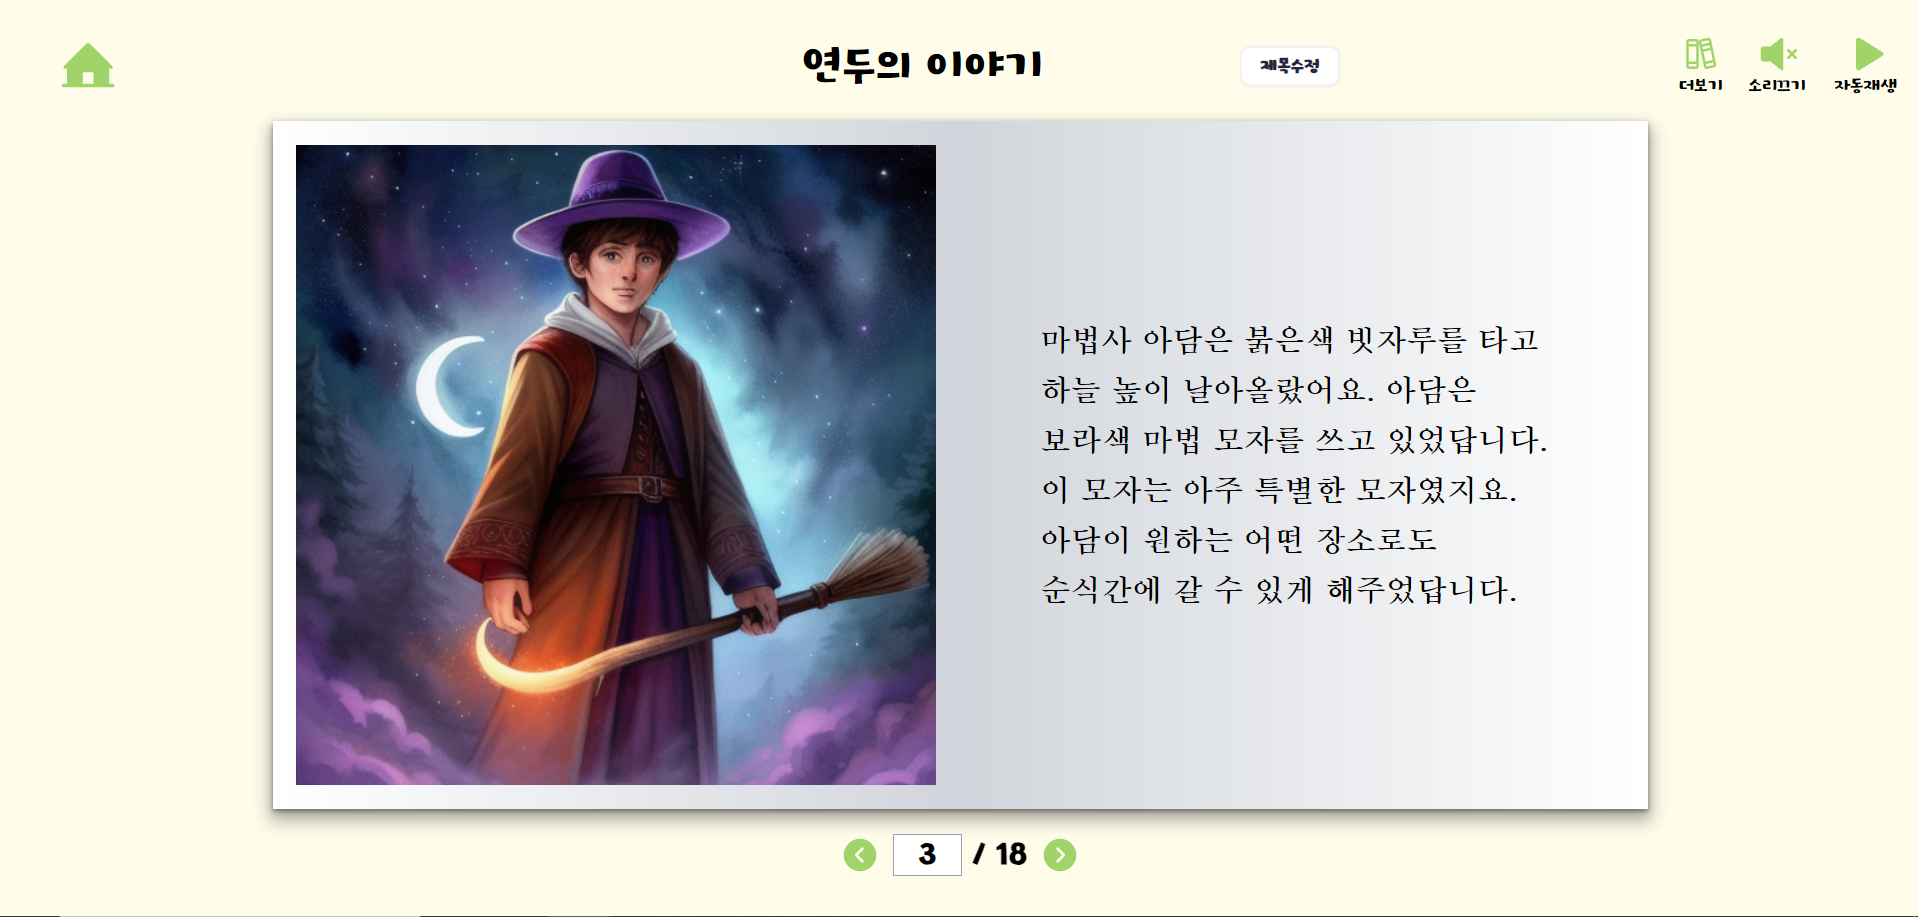 연두의 이야기
제목수정
더보기
소리끄기
자동재생
마법사 아담은 붉은색 빗자루를 타고
하늘 높이 날아올랐어요. 아담은
보라색 마법 모자를 쓰고 있었답니다.
이 모자는 아주 특별한 모자였지요.
아담이 원하는 어떤 장소로도
순식간에 갈 수 있게 해주었답니다.
3 / 18